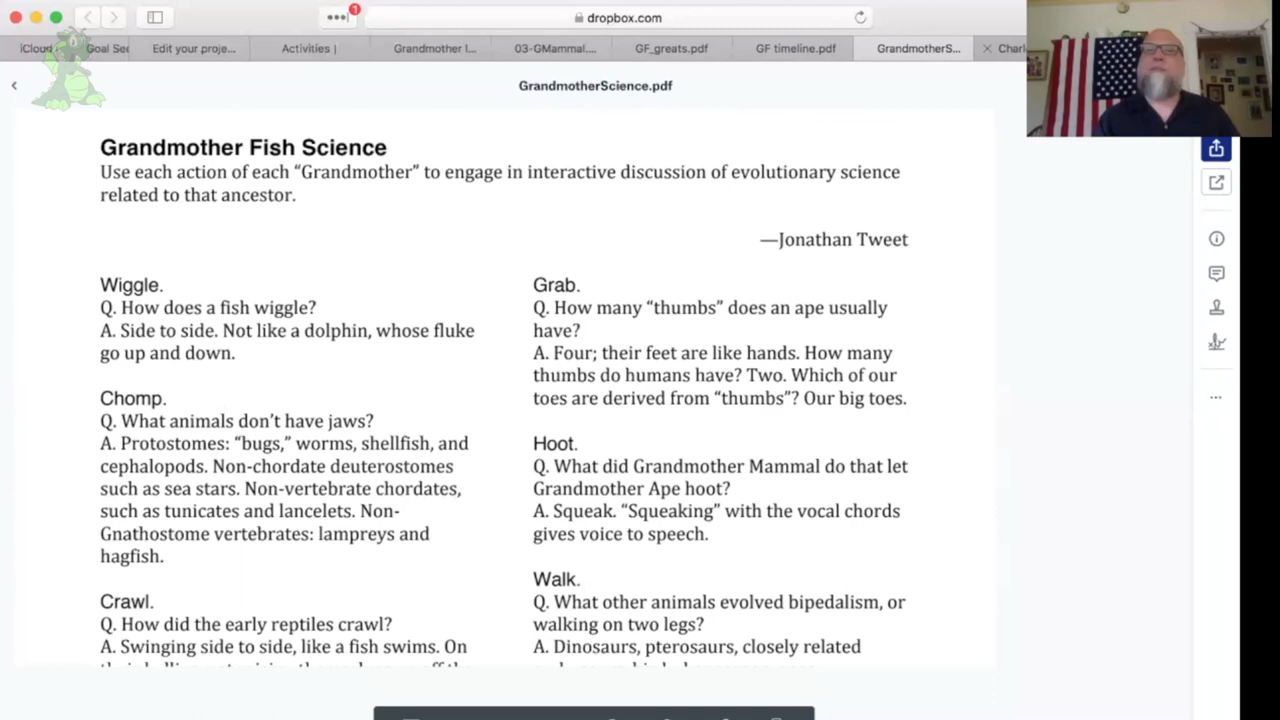 1
dropbox.com
iCloud
Goal See
Edit your proje...
Activities |
Grandmother I...
03-GMammal....
GF_greats.pdf
GF timeline.pdf
GrandmotherS...
GrandmotherScience.pdf
Grandmother Fish Science
Use each action of each “Grandmother” to engage in interactive discussion of evolutionary science
related to that ancestor.
—Jonathan Tweet
Wiggle.
Q. How does a fish wiggle?
A. Side to side. Not like a dolphin, whose fluke
go up and down.
Chomp.
Q. What animals don’t have jaws?
A. Protostomes: “bugs,” worms, shellfish, and
cephalopods. Non-chordate deuterostomes
such as sea stars. Non-vertebrate chordates,
such as tunicates and lancelets. Non-
Gnathostome vertebrates: lampreys and
hagfish.
Crawl.
Q. How did the early reptiles crawl?
A. Swinging side to side, like a fish swims. On
Grab.
Q. How many “thumbs” does an ape usually
have?
A. Four; their feet are like hands. How many
thumbs do humans have? Two. Which of our
toes are derived from “thumbs”? Our big toes.
Hoot.
Q. What did Grandmother Mammal do that let
Grandmother Ape hoot?
A. Squeak. “Squeaking” with the vocal chords
gives voice to speech.
Walk.
Q. What other animals evolved bipedalism, or
walking on two legs?
A. Dinosaurs, pterosaurs, closely related